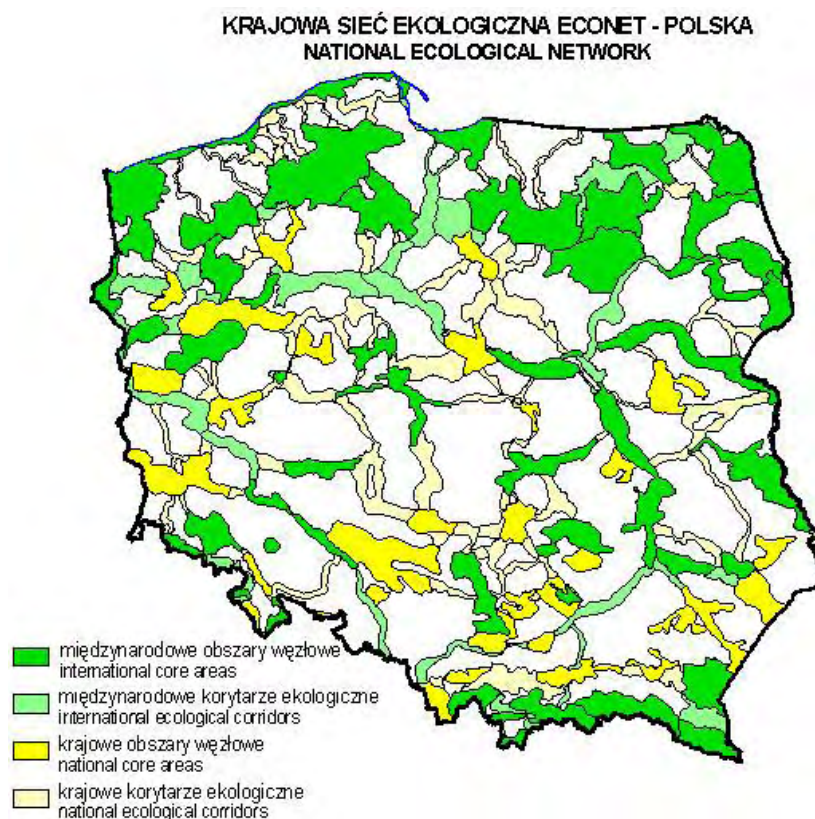 KRAJOWA SIEĆ EKOLOGICZNA ECONET - POLSKA
NATIONAL ECOLOGICAL NETWORK
międzynarodowe obszary węzłowe
international core areas
międzynarodowe korytarze ekologiczne
international ecological corridors
krajowe obszary węzłowe
national core areas
krajowe korytarze ekologiczne
national ecological corridors